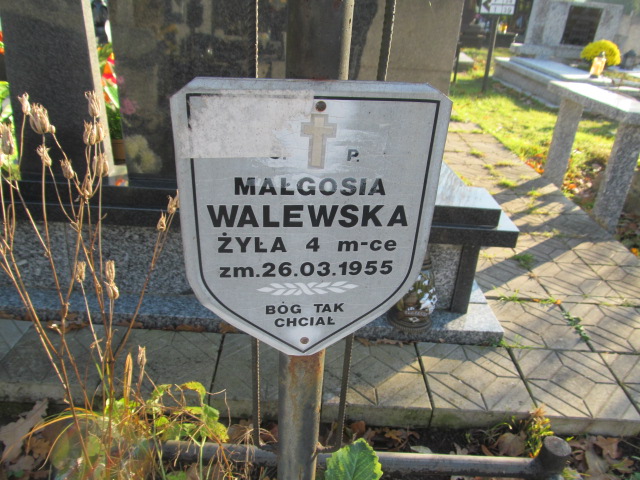 Ś. P.
MAŁGOSIA
WALEWSKA
ŻYŁA 4 m-ce
zm.26.03.1955
BÓG TAK
CHCIAŁ